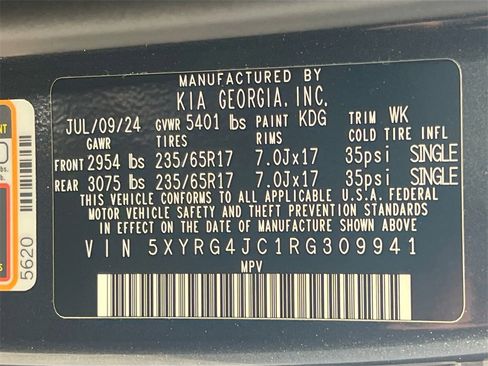 MANUFACTURED BY
KIA GEORGIA, INC.
JUL/09/24 GVWR 5401 lbs PAINT KDG TRIM WK
GAWR TIRES RIMS COLD TIRE INFL
FRONT 2954 lbs 235/65R17 7.0Jx17 35psi SINGLE
REAR 3075 lbs 235/65R17 7.0Jx17 35psi SINGLE
THIS VEHICLE CONFORMS TO ALL APPLICABLE U.S.A. FEDERAL
MOTOR VEHICLE SAFETY AND THEFT PREVENTION STANDARDS
IN EFFECT ON THE DATE OF MANUFACTURE SHOWN ABOVE.
VIN 5XYRG4JC1RG309941
MPV
5620